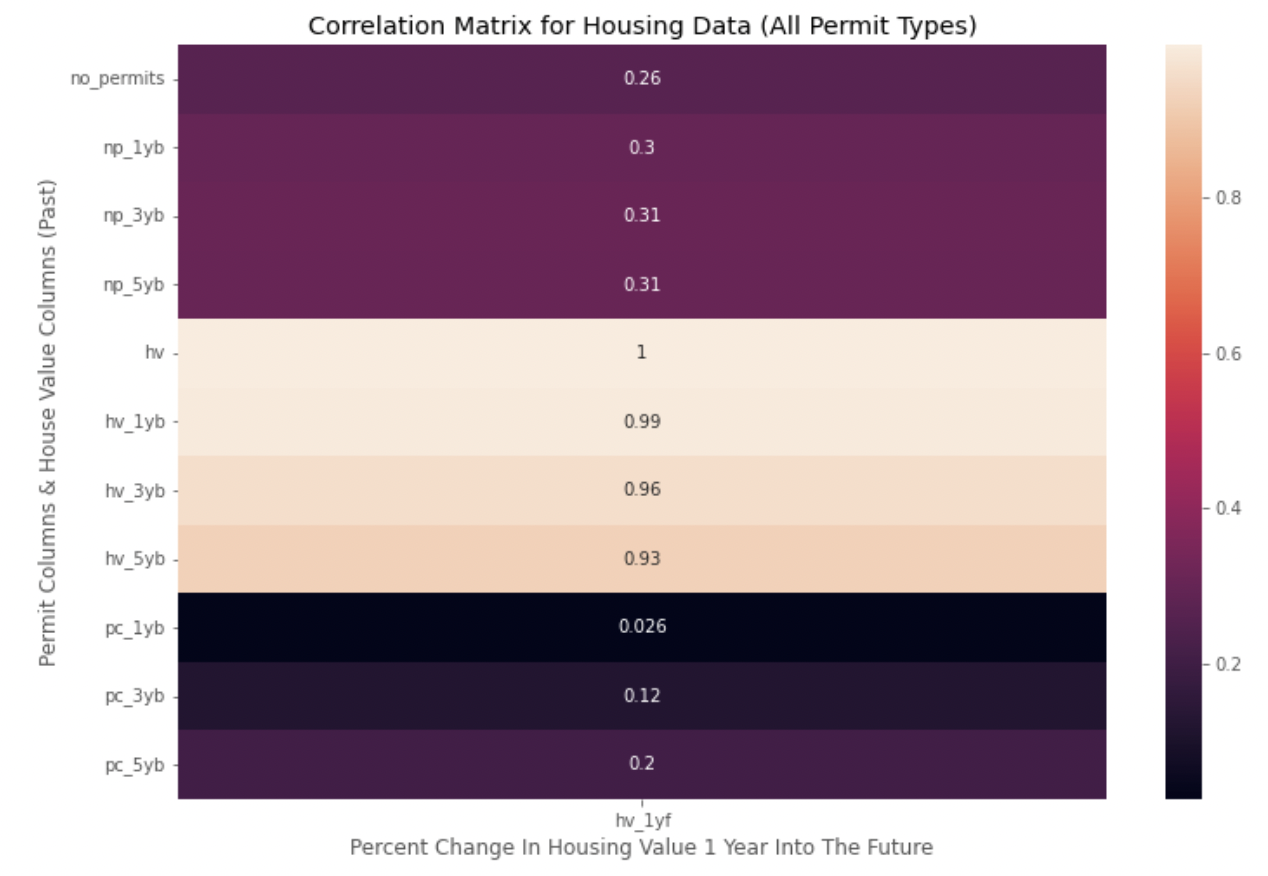 Correlation Matrix for Housing Data (All Permit Types)
Permit Columns & House Value Columns (Past)
no_permits 0.26
np_1yb 0.3
np_3yb 0.31
np_5yb 0.31
hv 1
hv_1yb 0.99
hv_3yb 0.96
hv_5yb 0.93
pc_1yb 0.026
pc_3yb 0.12
pc_5yb 0.2
hv_1yf
Percent Change In Housing Value 1 Year Into The Future
0.8
0.6
0.4
0.2